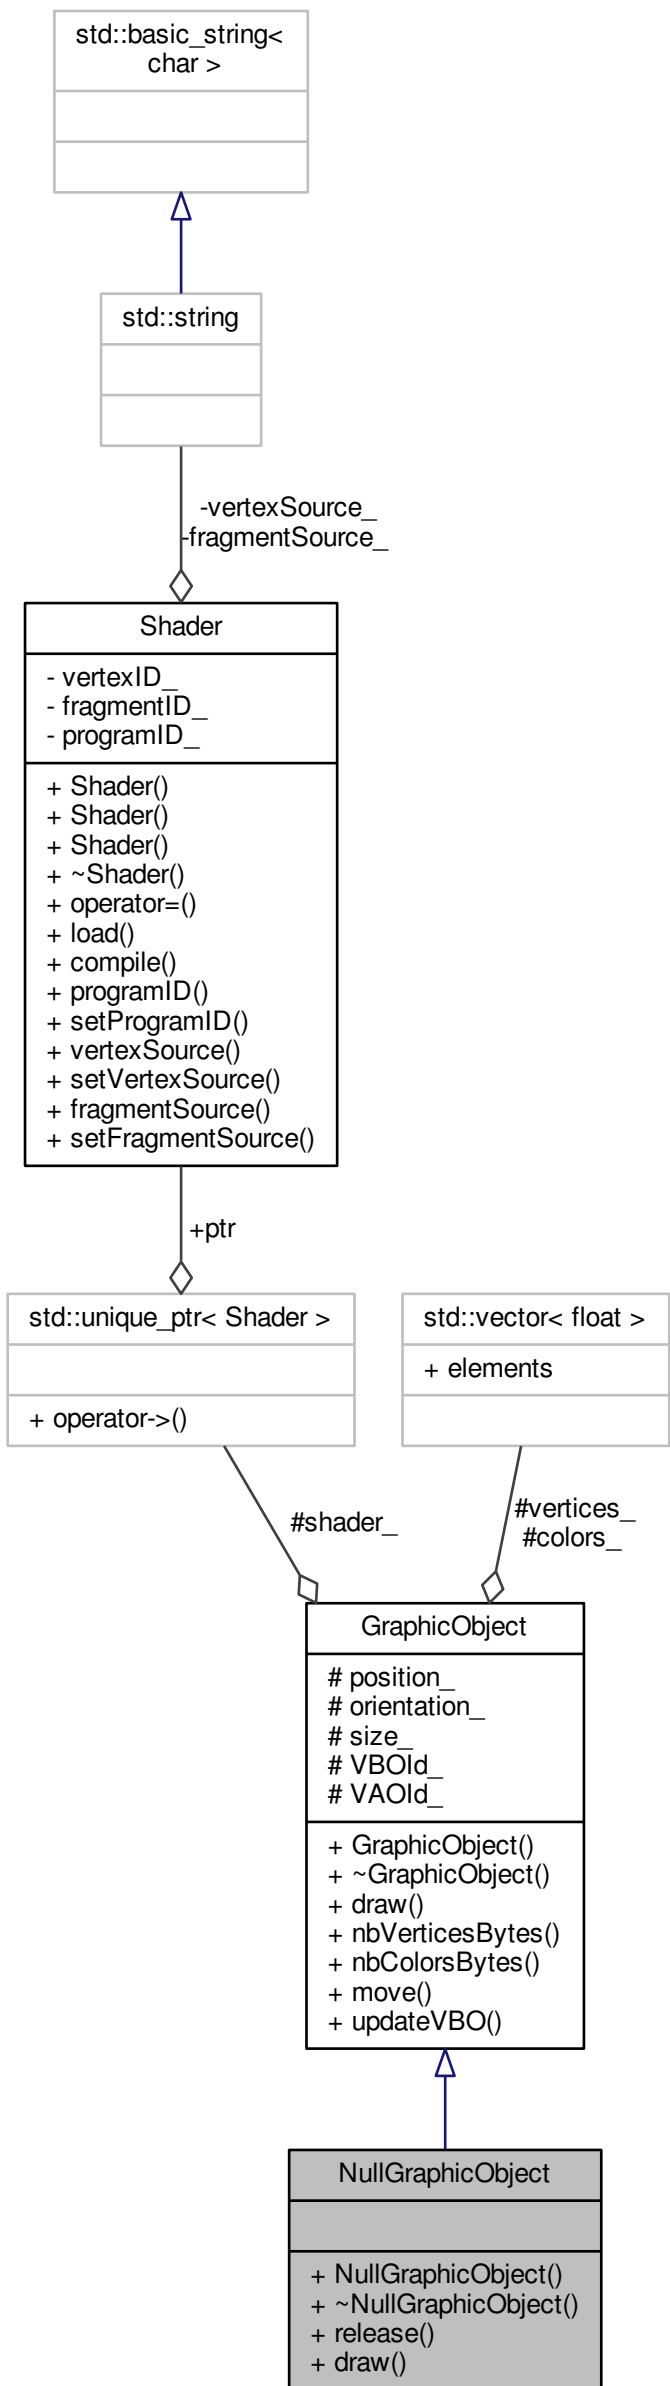 std::basic_string<
char >
std::string
-vertexSource_
-fragmentSource_
Shader
- vertexID_
- fragmentID_
- programID_
+ Shader()
+ Shader()
+ Shader()
+ ~Shader()
+ operator=()
+ load()
+ compile()
+ programID()
+ setProgramID()
+ vertexSource()
+ setVertexSource()
+ fragmentSource()
+ setFragmentSource()
+ptr
std::unique_ptr< Shader >
+ operator->()
std::vector< float >
+ elements
#shader_
#vertices_
#colors_
GraphicObject
# position_
# orientation_
# size_
# VBOId_
# VAOId_
+ GraphicObject()
+ ~GraphicObject()
+ draw()
+ nbVerticesBytes()
+ nbColorsBytes()
+ move()
+ updateVBO()
NullGraphicObject
+ NullGraphicObject()
+ ~NullGraphicObject()
+ release()
+ draw()